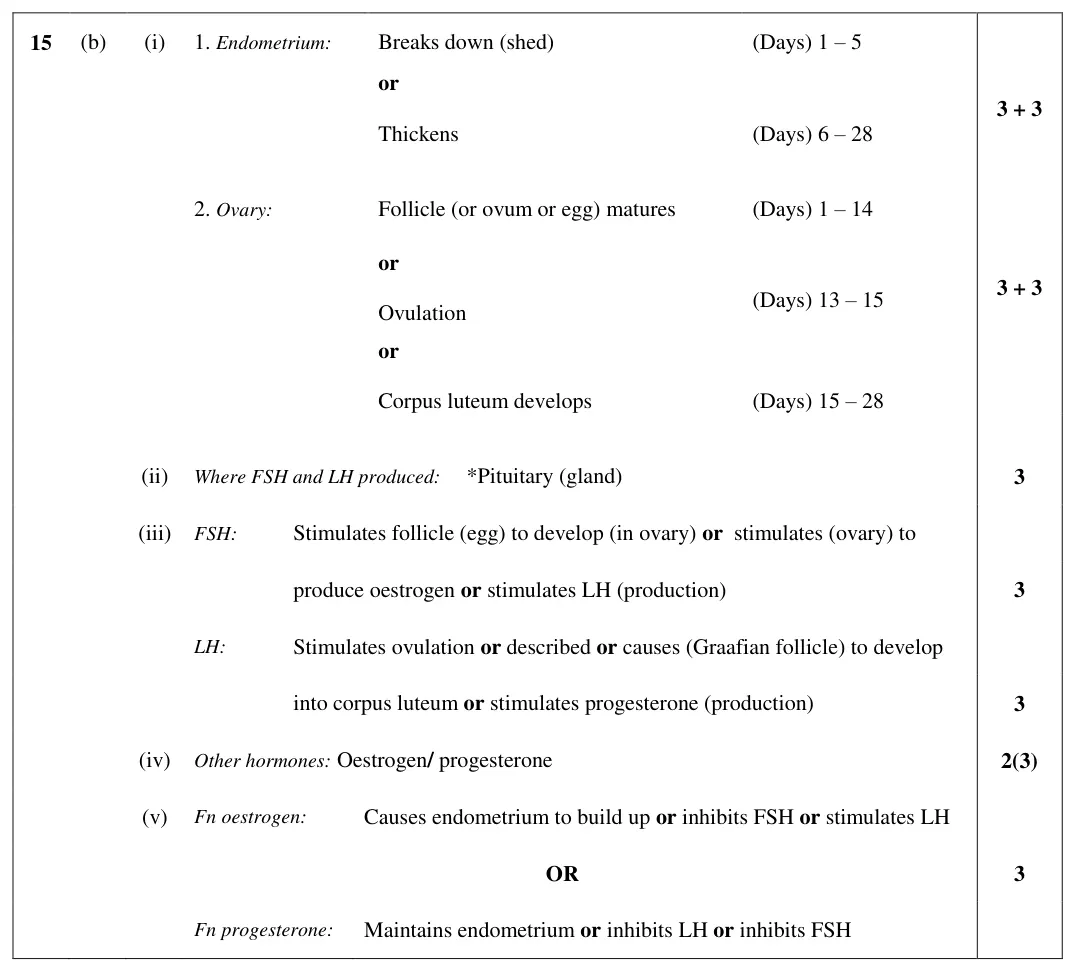 15 (b) (i) 1. Endometrium: Breaks down (shed) (Days) 1 – 5
or
3 + 3
Thickens (Days) 6 – 28
2. Ovary: Follicle (or ovum or egg) matures (Days) 1 – 14
or
3 + 3
(Days) 13 – 15
Ovulation
or
Corpus luteum develops (Days) 15 – 28
(ii) Where FSH and LH produced: *Pituitary (gland) 3
(iii) FSH: Stimulates follicle (egg) to develop (in ovary) or stimulates (ovary) to
produce oestrogen or stimulates LH (production) 3
LH: Stimulates ovulation or described or causes (Graafian follicle) to develop
into corpus luteum or stimulates progesterone (production) 3
(iv) Other hormones: Oestrogen/ progesterone 2(3)
(v) Fn oestrogen: Causes endometrium to build up or inhibits FSH or stimulates LH
OR 3
Fn progesterone: Maintains endometrium or inhibits LH or inhibits FSH